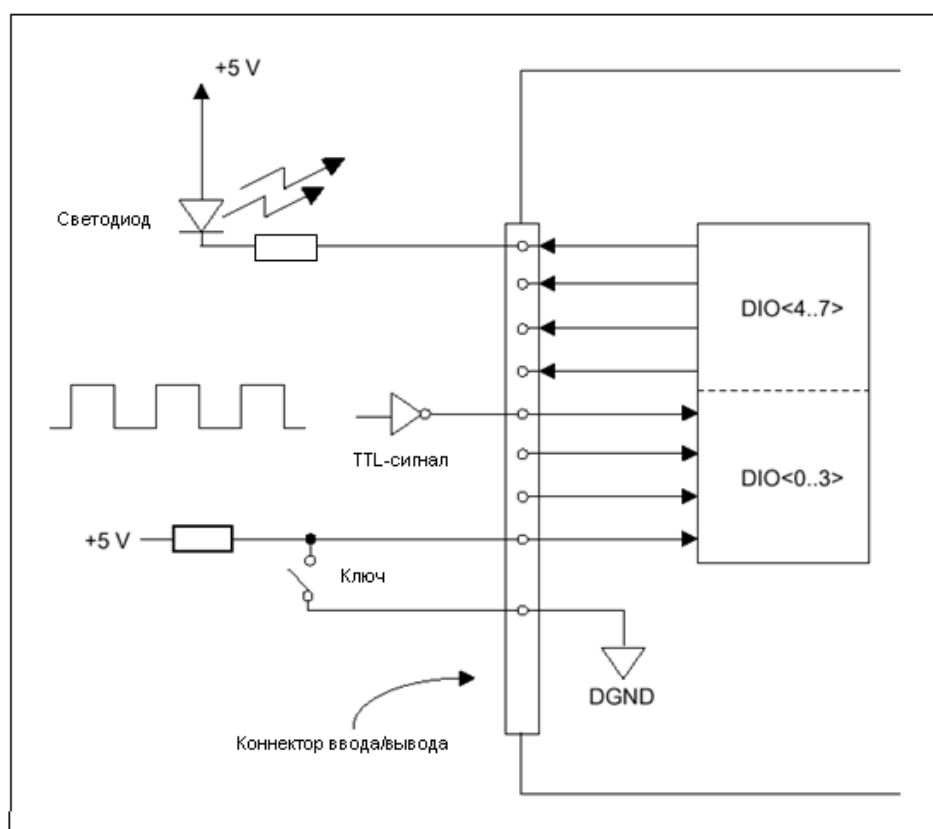 +5 V
Светодиод
DIO<4..7>
TTL-сигнал
DIO<0..3>
+5 V
Ключ
DGND
Коннектор ввода/вывода